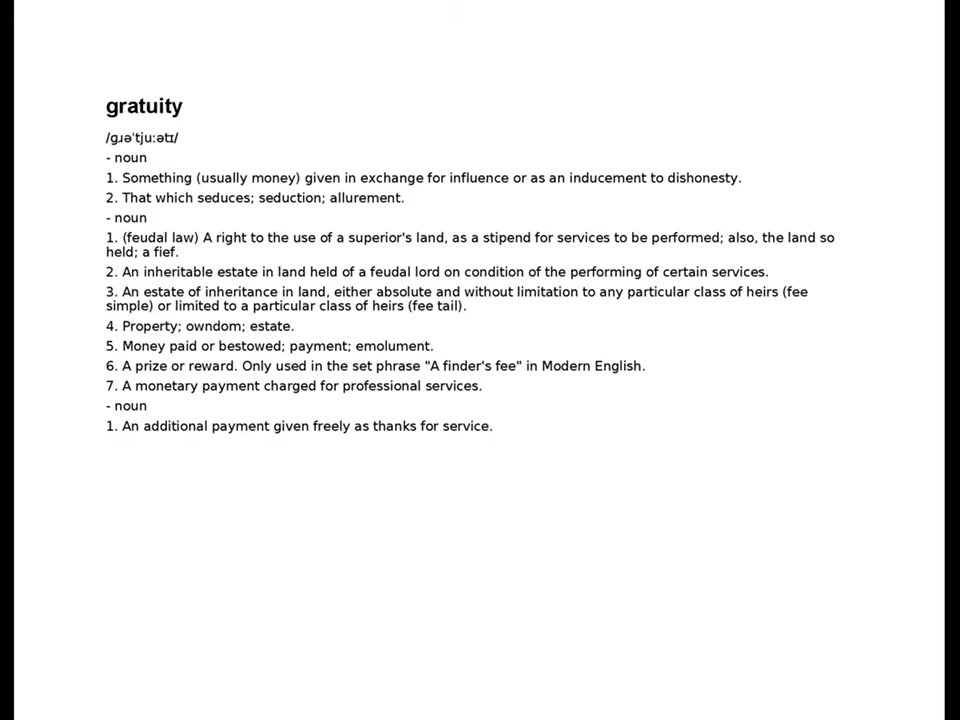 gratuity
/ɡɹəˈtjuːətɪ/
- noun
1. Something (usually money) given in exchange for influence or as an inducement to dishonesty.
2. That which seduces; seduction; allurement.
- noun
1. (feudal law) A right to the use of a superior's land, as a stipend for services to be performed; also, the land so
held; a fief.
2. An inheritable estate in land held of a feudal lord on condition of the performing of certain services.
3. An estate of inheritance in land, either absolute and without limitation to any particular class of heirs (fee
simple) or limited to a particular class of heirs (fee tail).
4. Property; owndom; estate.
5. Money paid or bestowed; payment; emolument.
6. A prize or reward. Only used in the set phrase "A finder's fee" in Modern English.
7. A monetary payment charged for professional services.
- noun
1. An additional payment given freely as thanks for service.